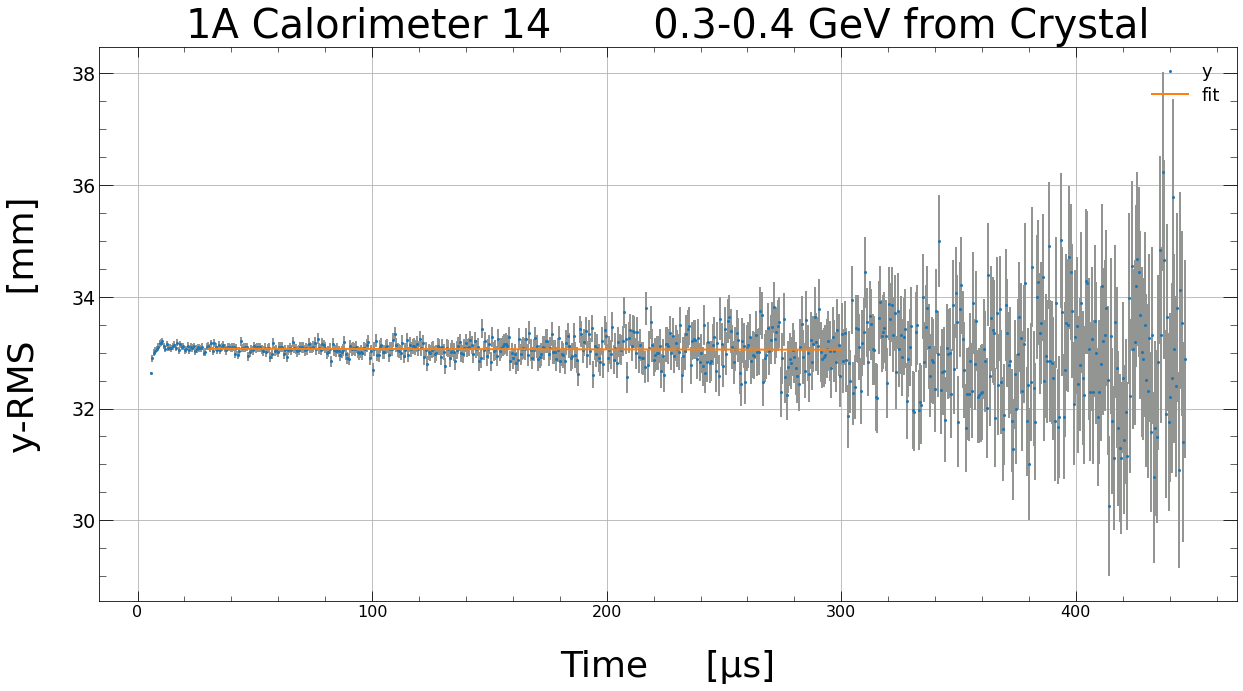 1A Calorimeter 14 0.3-0.4 GeV from Crystal
y
fit
38
36
34
32
30
y-RMS [mm]
0 100 200 300 400
Time [µs]